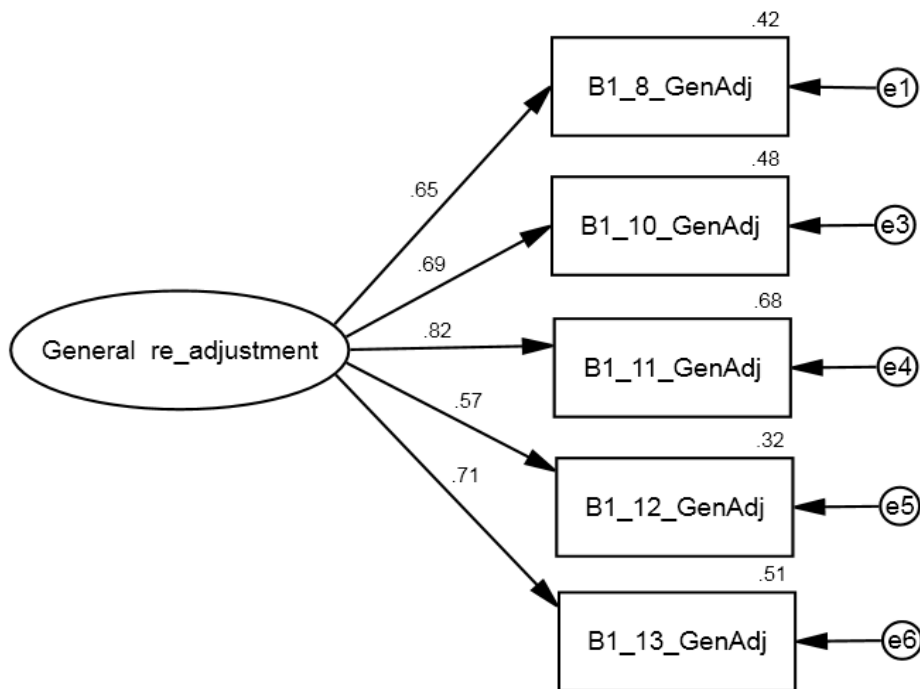 .42
B1_8_GenAdj
e1
.65
.48
B1_10_GenAdj
e3
.69
.68
General re_adjustment
.82
B1_11_GenAdj
e4
.57
.32
B1_12_GenAdj
e5
.71
.51
B1_13_GenAdj
e6